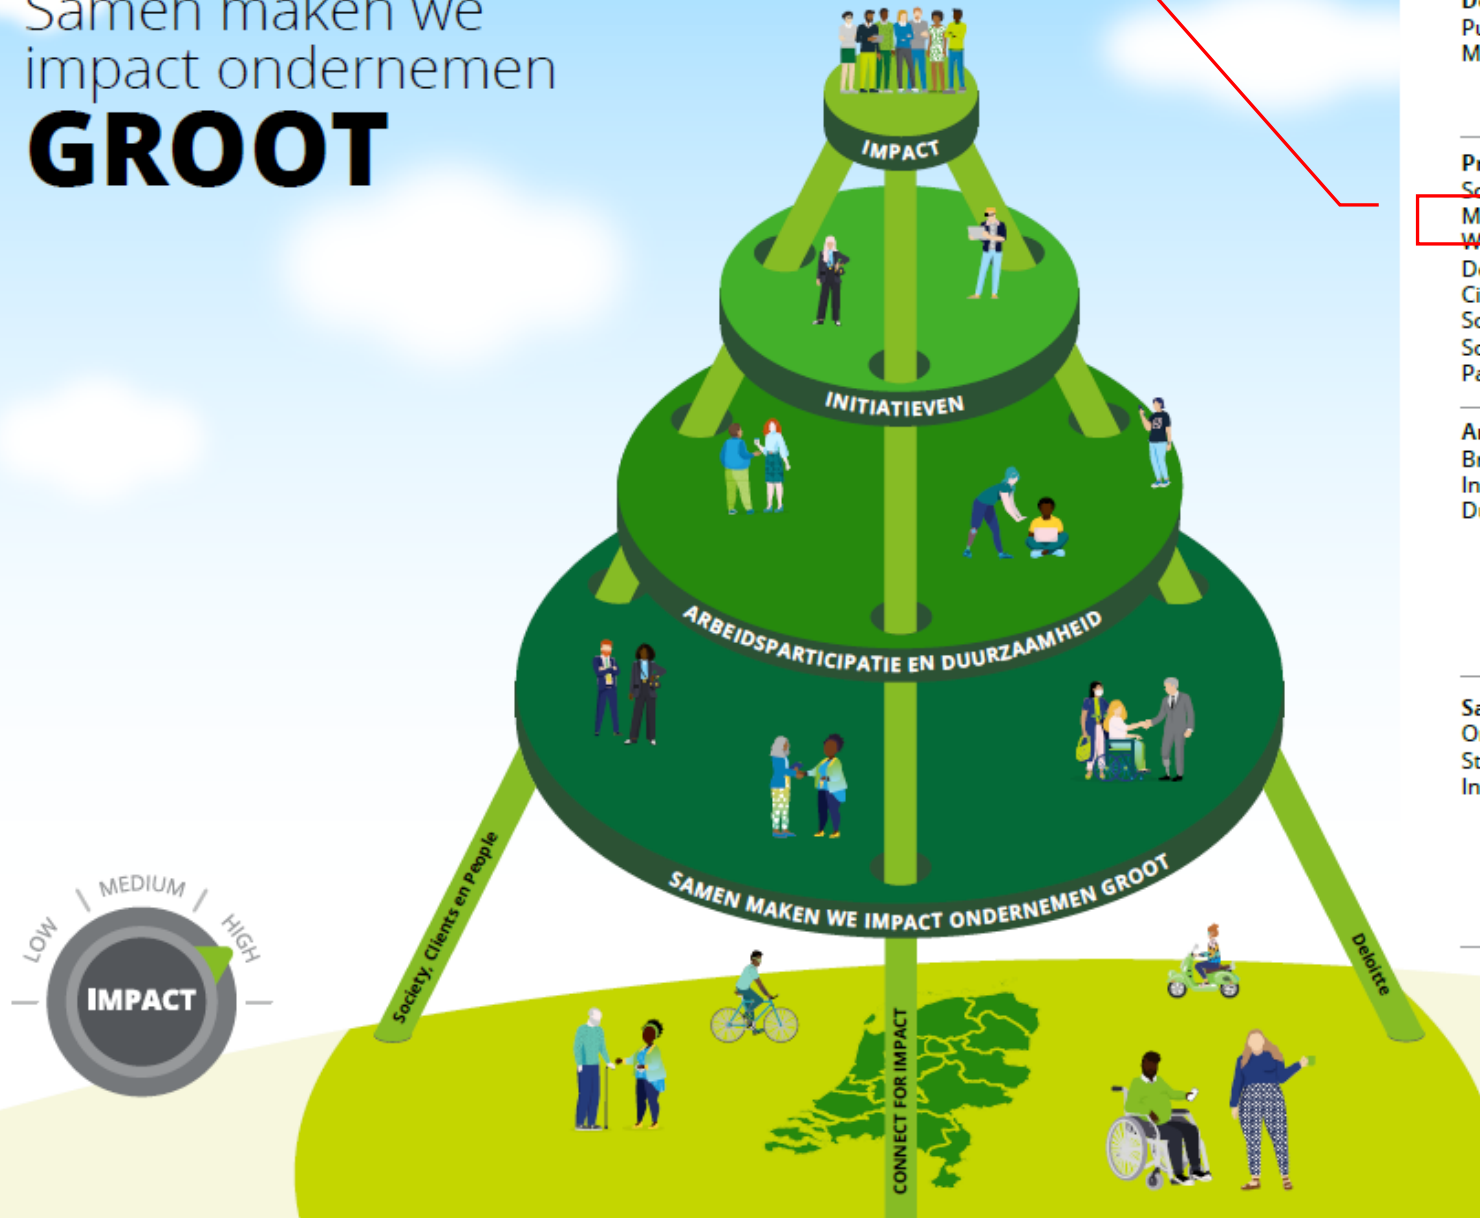 Samen maken we
impact ondernemen
GROOT
IMPACT
INITIATIEVEN
ARBEIDSPARTICIPATIE EN DUURZAAMHEID
SAMEN MAKEN WE IMPACT ONDERNEMEN GROOT
Society, Clients en People
CONNECT FOR IMPACT
Deloitte
LOW
MEDIUM
HIGH
IMPACT